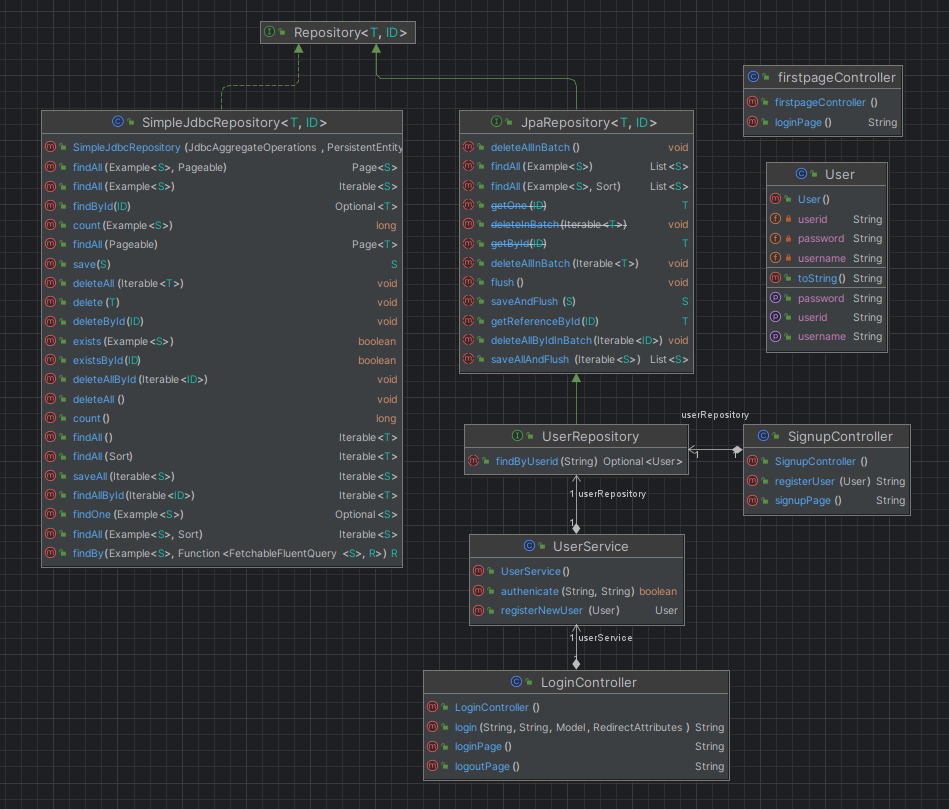 Repository<T, ID>
SimpleJdbcRepository<T, ID>
SimpleJdbcRepository (JdbcAggregateOperations , PersistentEntity
findAll (Example<S>, Pageable) Page<S>
findAll (Example<S>) Iterable<S>
findById(ID) Optional <T>
count(Example<S>) long
findAll (Pageable) Page<T>
save(S) S
deleteAll (Iterable<T>) void
delete (T) void
deleteById(ID) void
exists (Example<S>) boolean
existsById(ID) boolean
deleteAllById(Iterable<ID>) void
deleteAll () void
count() long
findAll () Iterable<T>
findAll (Sort) Iterable<T>
saveAll (Iterable<S>) Iterable<S>
findAllById(Iterable<ID>) Iterable<T>
findOne (Example<S>) Optional <S>
findAll (Example<S>, Sort) Iterable<S>
findBy(Example<S>, Function <FetchableFluentQuery <S>, R>) R
JpaRepository<T, ID>
deleteAllInBatch () void
findAll (Example<S>) List <S>
findAll (Example<S>, Sort) List <S>
getOne (ID) T
deleteInBatch (Iterable<T>) void
getById(ID) T
deleteAllInBatch (Iterable<T>) void
flush () void
saveAndFlush (S) S
getReferenceById(ID) T
deleteAllByIdInBatch(Iterable<ID>) void
saveAllAndFlush (Iterable<S>) List <S>
firstpageController
firstpageController ()
loginPage () String
User
User()
userid String
password String
username String
toString() String
password String
userid String
username String
userRepository
1 1
UserRepository
findByUserid (String) Optional <User>
SignupController
SignupController ()
registerUser (User) String
signupPage () String
1 userRepository
1
UserService
UserService()
authenicate (String, String) boolean
registerNewUser (User) User
1 userService
1
LoginController
LoginController ()
login (String, String, Model , RedirectAttributes ) String
loginPage () String
logoutPage () String